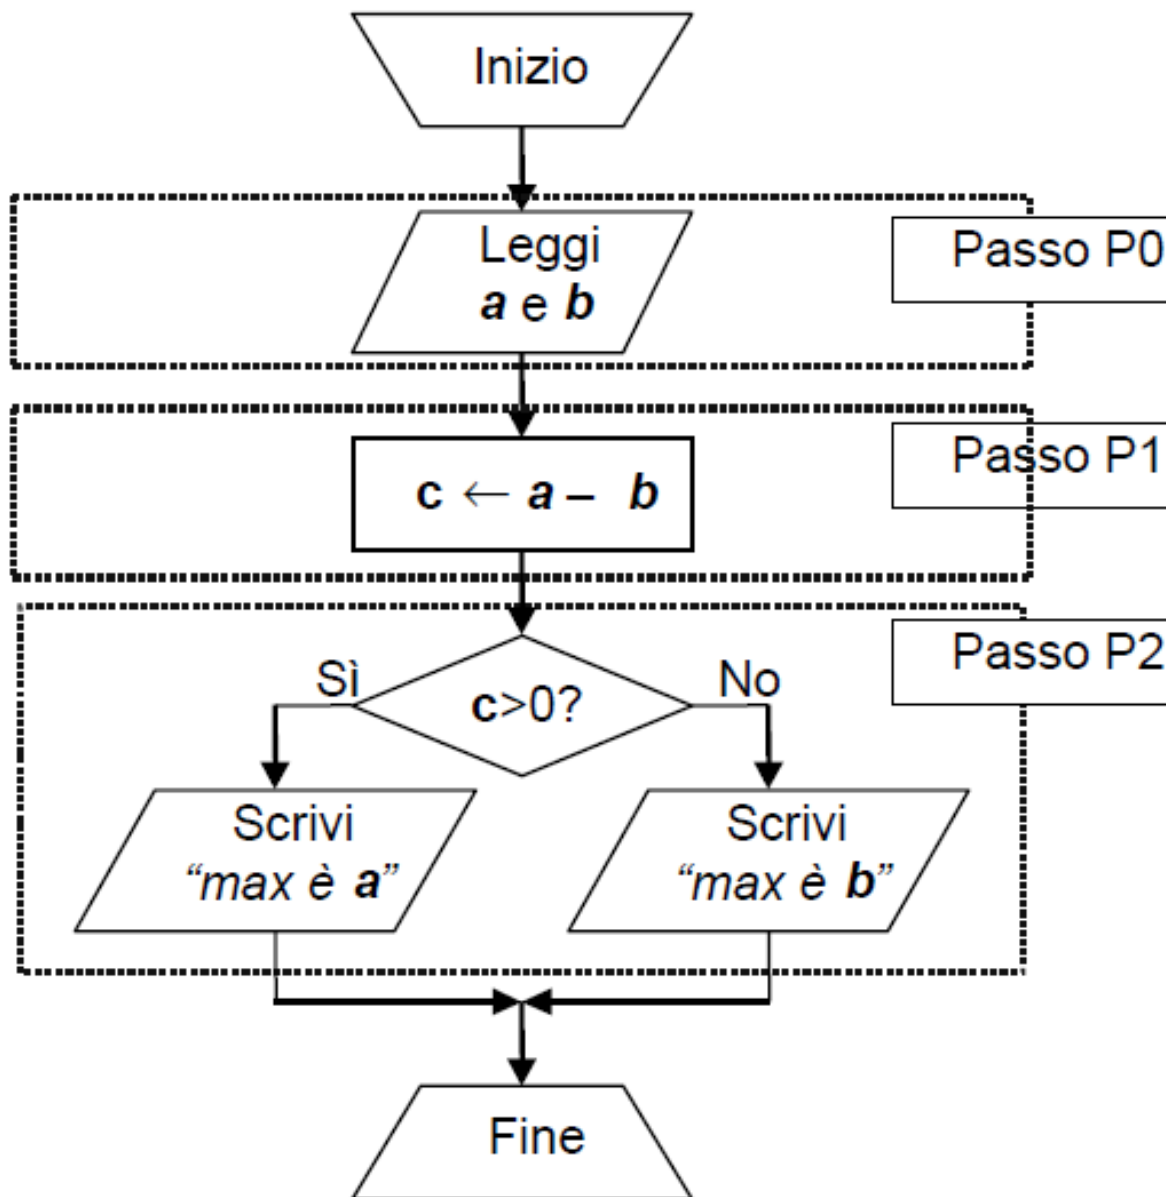 Inizio
Leggi
a e b
Passo P0
c ← a – b
Passo P1
Passo P2
Sì
c>0?
No
Scrivi
“max è a”
Scrivi
“max è b”
Fine